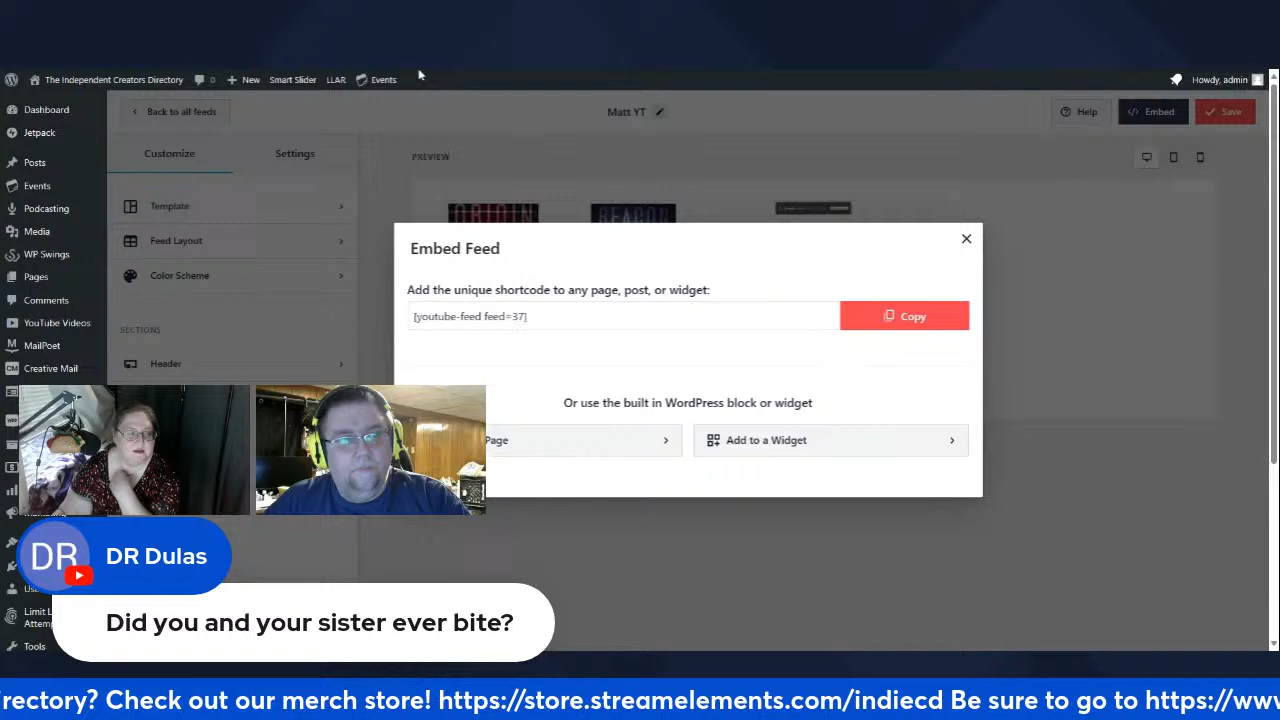 The Independent Creators Directory
0
New
Smart Slider
LLAR
Events
Howdy, admin
Dashboard
Jetpack
Posts
Events
Podcasting
Media
WP Swings
Pages
Comments
YouTube Videos
MailPoet
Creative Mail
Tools
Back to all feeds
Matt YT
Help
Embed
Save
Customize
Settings
Template
Feed Layout
Color Scheme
SECTIONS
Header
PREVIEW
ORIGIN
BEACON
Embed Feed
Add the unique shortcode to any page, post, or widget:
[youtube-feed feed=37]
Copy
Or use the built in WordPress block or widget
Page
Add to a Widget
Limit L
Attemp
DR
DR Dulas
Did you and your sister ever bite?
irectory? Check out our merch store! https://store.streamelements.com/indiecd Be sure to go to https://www